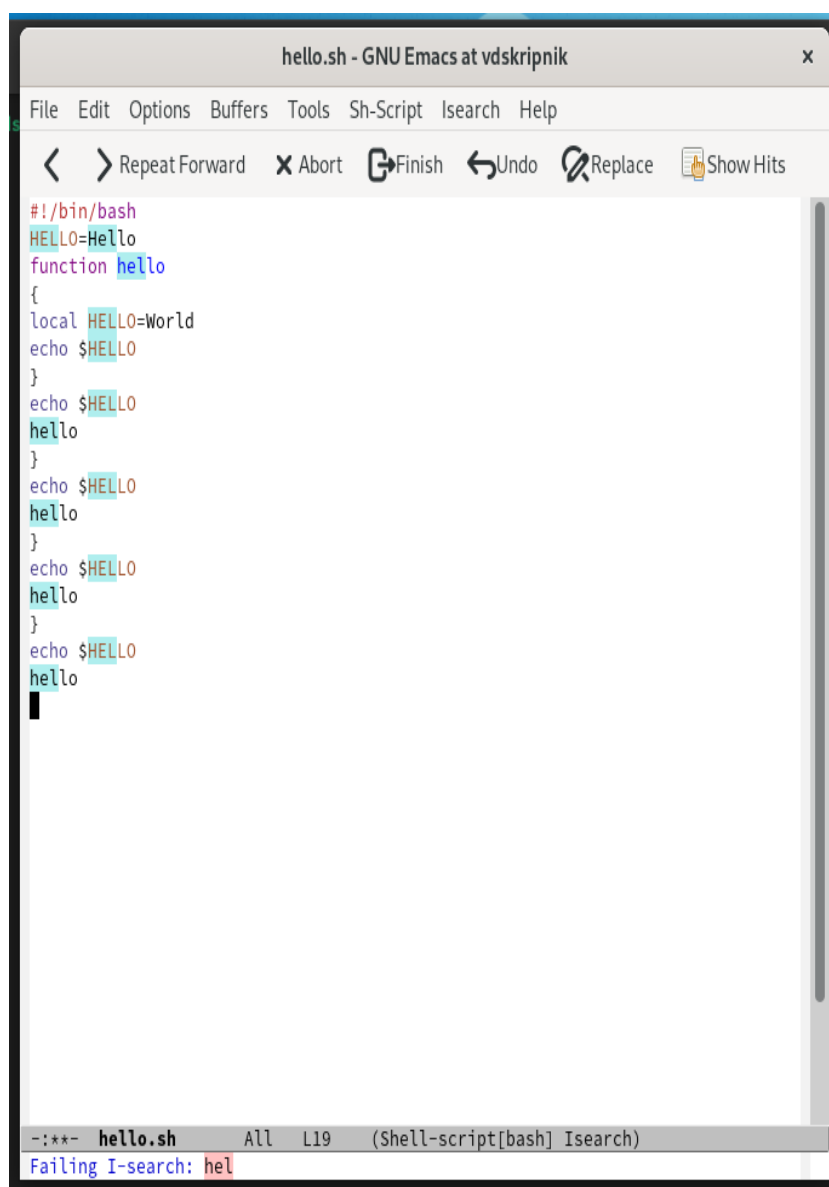 hello.sh - GNU Emacs at vdskripnik x
File Edit Options Buffers Tools Sh-Script Isearch Help
Repeat Forward Abort Finish Undo Replace Show Hits
#!/bin/bash
HELLO=Hello
function hello
{
local HELLO=World
echo $HELLO
}
echo $HELLO
hello
}
echo $HELLO
hello
}
echo $HELLO
hello
}
echo $HELLO
hello
-:**- hello.sh All L19 (Shell-script[bash] Isearch)
Failing I-search: hel